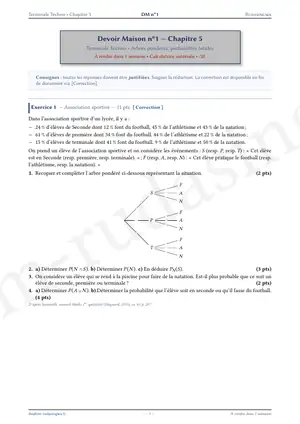 Terminale Techno • Chapitre 5
DM n°1
Devoir Maison n°1 — Chapitre 5
Terminale Techno • Arbres pondérés, probabilités totales
A rendre dans 1 semaine • Calculatrice autorisée •
Consignes : toutes les réponses doivent être justifiées. Soignez la rédaction. La correction est disponible en fin
de document via [Correction].
Exercice 1 — Association sportive — 11 pts. [ Correction ]
Dans l'association sportive d'un lycée, il y a :
— 24 % d'élèves de Seconde dont 12 % font du football, 45 % de l'athlétisme et 43 % de la natation ;
— 61 % d'élèves de première dont 34 % font du football, 44 % de l'athlétisme et 22 % de la natation ;
— 15 % d'élèves de terminale dont 41 % font du football, 9 % de l'athlétisme et 50 % de la natation.
On prend un élève de l'association sportive et on considère les événements : S (resp. P, resp. T) : « Cet élève
est en Seconde (resp. première, resp. terminale). » ; F (resp. A, resp. N) : « Cet élève pratique le football (resp.
l'athlétisme, resp. la natation). »
1. Recopier et compléter l'arbre pondéré ci-dessous représentant la situation. (2 pts)
F
S A
N
F
P A
N
F
T A
N
2. a) Déterminer P(N ∩ S). b) Déterminer P(N). c) En déduire P_N(S). (3 pts)
3. On considère un élève qui se rend à la piscine pour faire de la natation. Est-il plus probable que ce soit un
élève de seconde, première ou terminale ? (2 pts)
4. a) Déterminer P(A ∪ N). b) Déterminer la probabilité que l'élève soit en seconde ou qu'il fasse du football.
(4 pts)
— 1 —